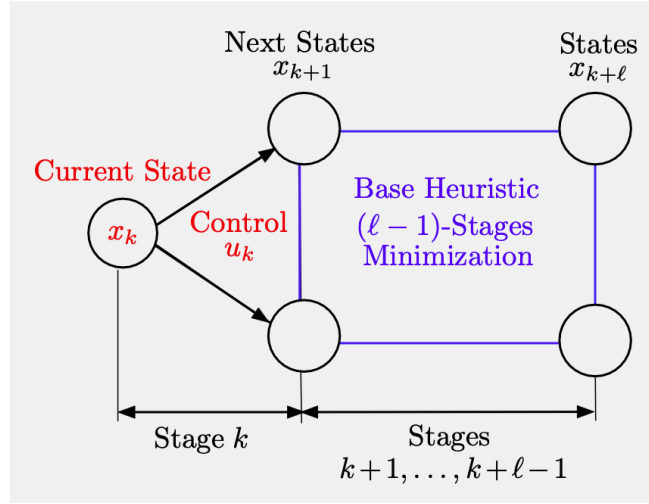 Next States
x_{k+1}
States
x_{k+ℓ}
Current State
x_k
Control
u_k
Base Heuristic
(ℓ − 1)-Stages
Minimization
Stage k
Stages
k+1, . . . , k+ℓ−1